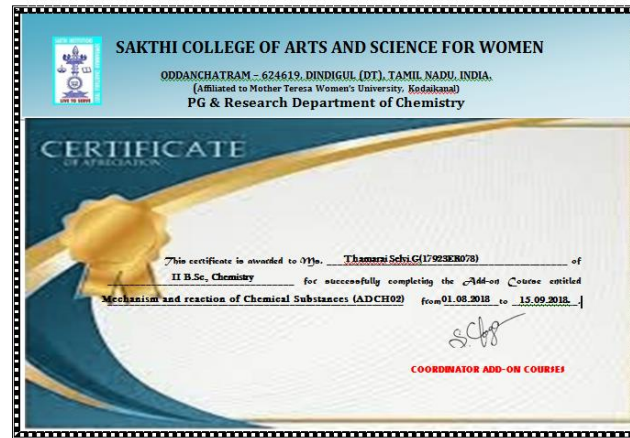 SAKTHI COLLEGE OF ARTS AND SCIENCE FOR WOMEN
ODDANCHATRAM – 624619, DINDIGUL (DT), TAMIL NADU, INDIA.
(Affiliated to Mother Teresa Women's University, Kodaikanal)
PG & Research Department of Chemistry
LIVE TO SERVE
CERTIFICATE
OF APRECIATION
This certificate is awarded to Ms. Thamarai Selvi.G(17923ER078) of
II B.Sc., Chemistry for successfully completing the Add-on Course entitled
Mechanism and reaction of Chemical Substances (ADCH02) from 01.08.2018 to 15.09.2018.
COORDINATOR ADD-ON COURSES